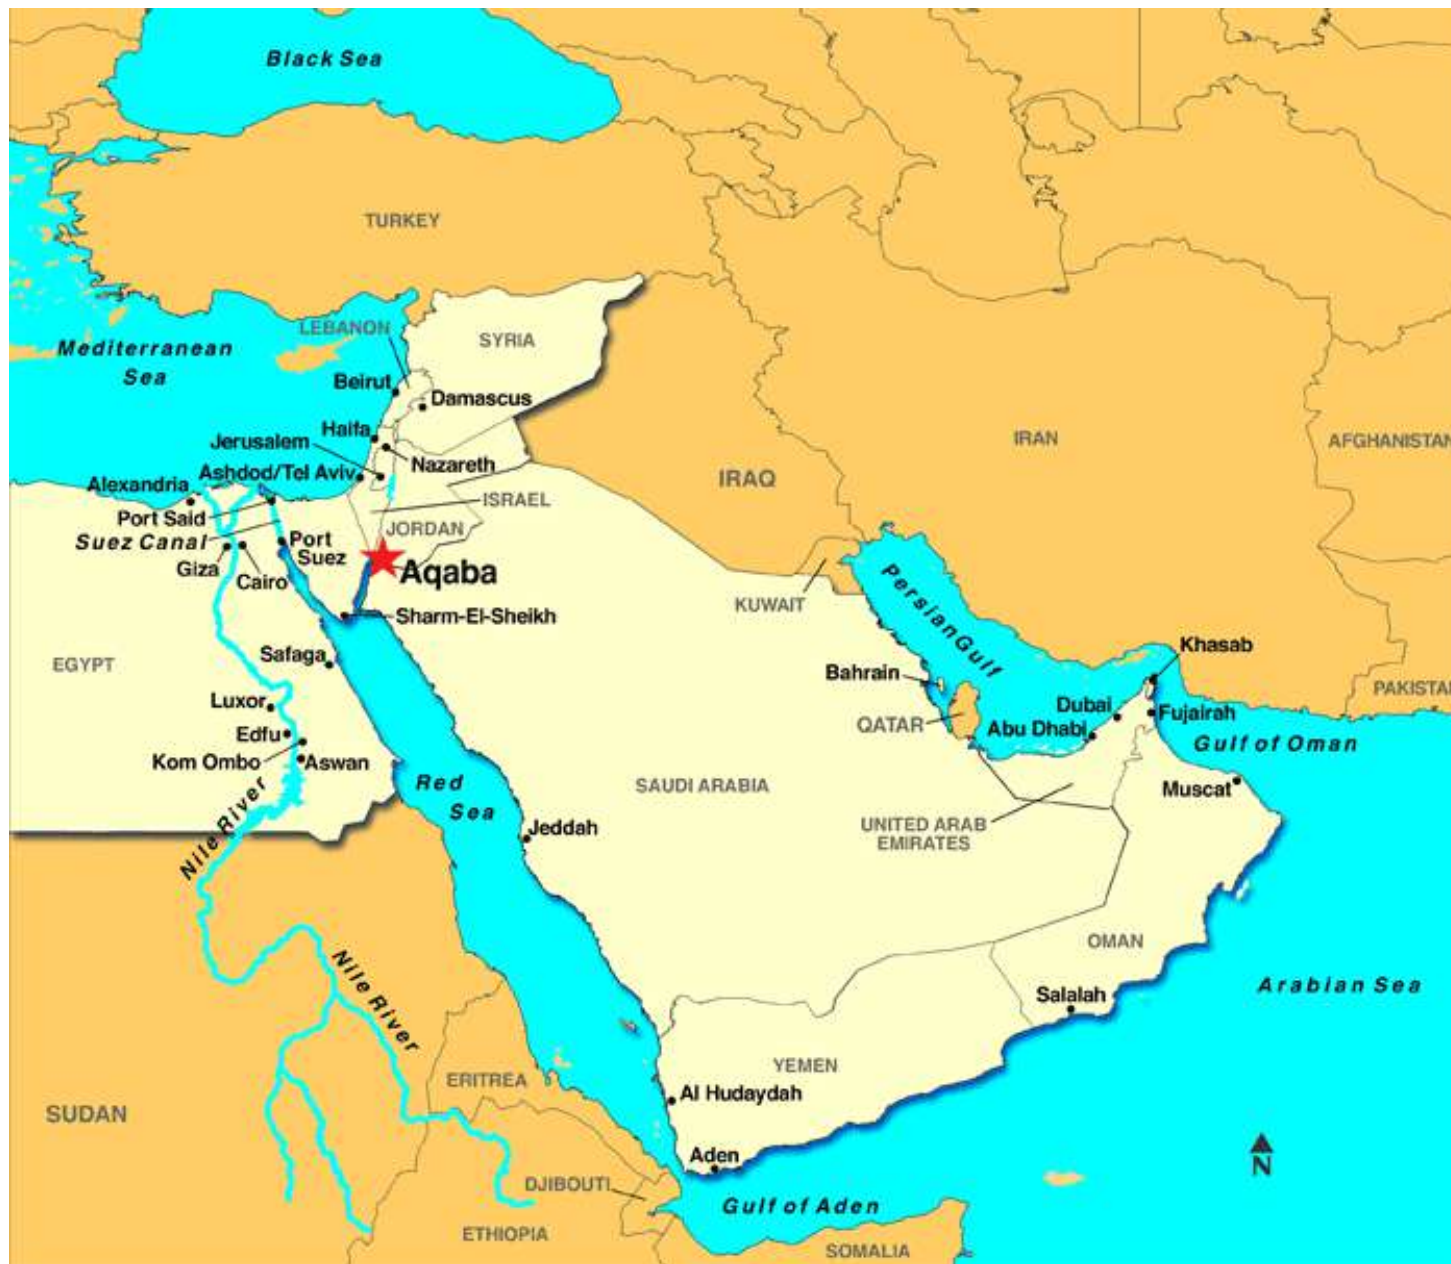 Black Sea
TURKEY
LEBANON
SYRIA
Mediterranean
Sea
Beirut
Damascus
Haifa
Jerusalem
Nazareth
Ashdod/Tel Aviv
Alexandria
ISRAEL
Port Said
JORDAN
Suez Canal
Port
Suez
Giza
Cairo
Aqaba
Sharm-El-Sheikh
IRAN
AFGHANISTAN
IRAQ
KUWAIT
Persian Gulf
EGYPT
Safaga
Khasab
Bahrain
PAKISTA
Luxor
QATAR
Dubai
Fujairah
Abu Dhabi
Edfu
Gulf of Oman
Kom Ombo
Aswan
Red
Sea
SAUDI ARABIA
Muscat
Nile River
Jeddah
UNITED ARAB
EMIRATES
OMAN
Nile River
Salalah
Arabian Sea
YEMEN
ERITREA
Al Hudaydah
SUDAN
Aden
DJIBOUTI
Gulf of Aden
ETHIOPIA
SOMALIA
N